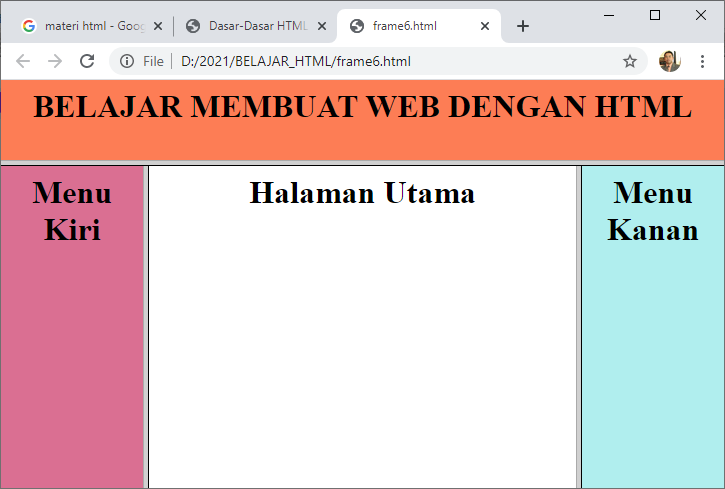 materi html - Goog
Dasar-Dasar HTML
frame6.html
File
D:/2021/BELAJAR_HTML/frame6.html
BELAJAR MEMBUAT WEB DENGAN HTML
Menu
Kiri
Halaman Utama
Menu
Kanan